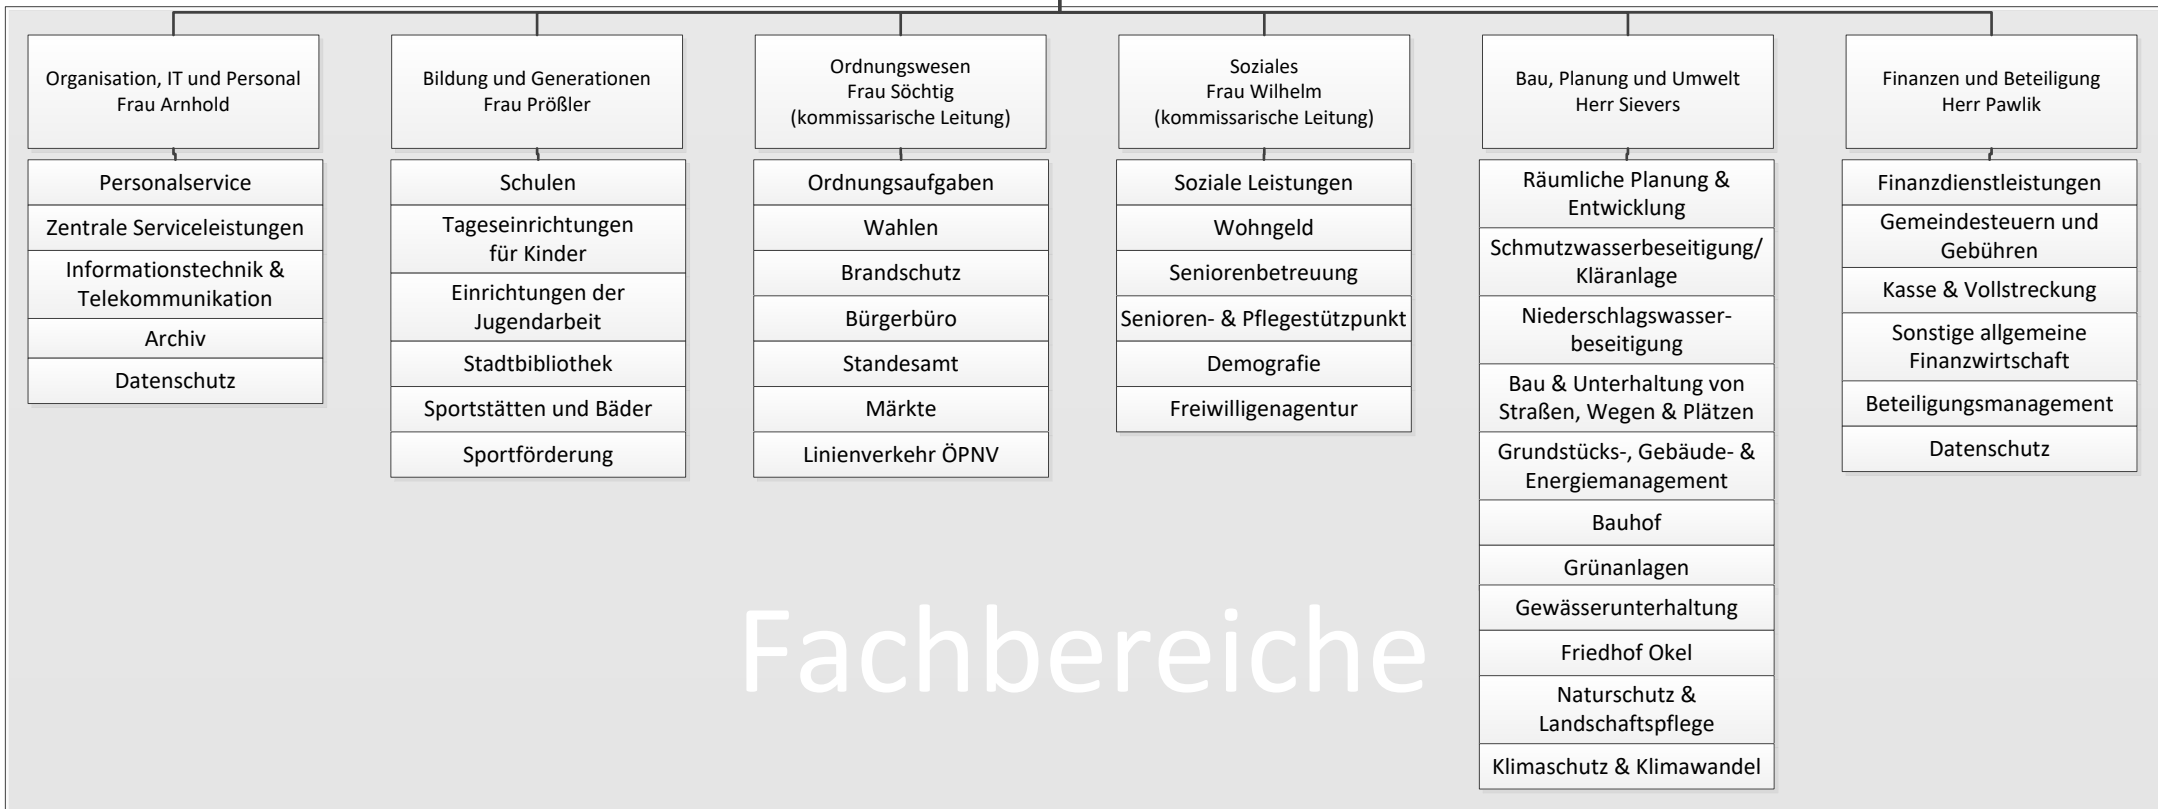 Organisation, IT und Personal
Frau Arnhold
Personalservice
Zentrale Serviceleistungen
Informationstechnik &
Telekommunikation
Archiv
Datenschutz
Bildung und Generationen
Frau Prößler
Schulen
Tageseinrichtungen
für Kinder
Einrichtungen der
Jugendarbeit
Stadtbibliothek
Sportstätten und Bäder
Sportförderung
Ordnungswesen
Frau Söchtig
(kommissarische Leitung)
Ordnungsaufgaben
Wahlen
Brandschutz
Bürgerbüro
Standesamt
Märkte
Linienverkehr ÖPNV
Soziales
Frau Wilhelm
(kommissarische Leitung)
Soziale Leistungen
Wohngeld
Seniorenbetreuung
Senioren- & Pflegestützpunkt
Demografie
Freiwilligenagentur
Bau, Planung und Umwelt
Herr Sievers
Räumliche Planung &
Entwicklung
Schmutzwasserbeseitigung/
Kläranlage
Niederschlagswasser-
beseitigung
Bau & Unterhaltung von
Straßen, Wegen & Plätzen
Grundstücks-, Gebäude- &
Energiemanagement
Bauhof
Grünanlagen
Gewässerunterhaltung
Friedhof Okel
Naturschutz &
Landschaftspflege
Klimaschutz & Klimawandel
Finanzen und Beteiligung
Herr Pawlik
Finanzdienstleistungen
Gemeindesteuern und
Gebühren
Kasse & Vollstreckung
Sonstige allgemeine
Finanzwirtschaft
Beteiligungsmanagement
Datenschutz
Fachbereiche